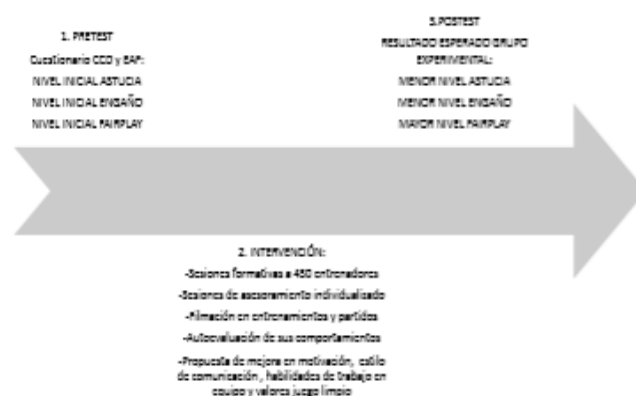 1. PRETEST
Cuestionario CCD y EAF:
NIVEL INICIAL ASTUCIA
NIVEL INICIAL ENGAÑO
NIVEL INICIAL FAIRPLAY
3.POSTEST
RESULTADO ESPERADO GRUPO
EXPERIMENTAL:
MENOR NIVEL ASTUCIA
MENOR NIVEL ENGAÑO
MAYOR NIVEL FAIRPLAY
2. INTERVENCIÓN:
-Sesiones formativas a 450 entrenadores
-Sesiones de asesoramiento individualizado
-Filmación en entrenamientos y partidos
-Autoevaluación de sus comportamientos
-Propuesta de mejora en motivación, estilo
de comunicación , habilidades de trabajo en
equipo y valores juego limpio